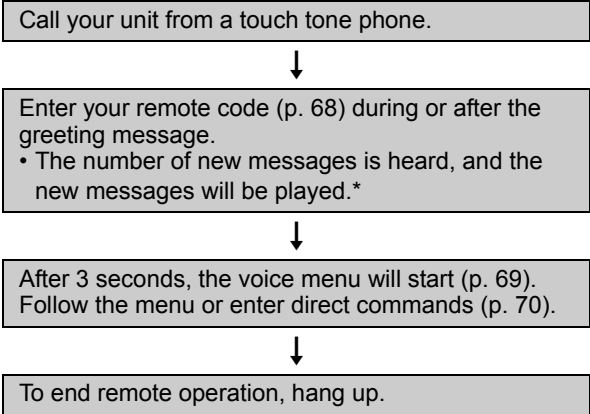 Call your unit from a touch tone phone.
Enter your remote code (p. 68) during or after the
greeting message.
• The number of new messages is heard, and the
new messages will be played.*
After 3 seconds, the voice menu will start (p. 69).
Follow the menu or enter direct commands (p. 70).
To end remote operation, hang up.